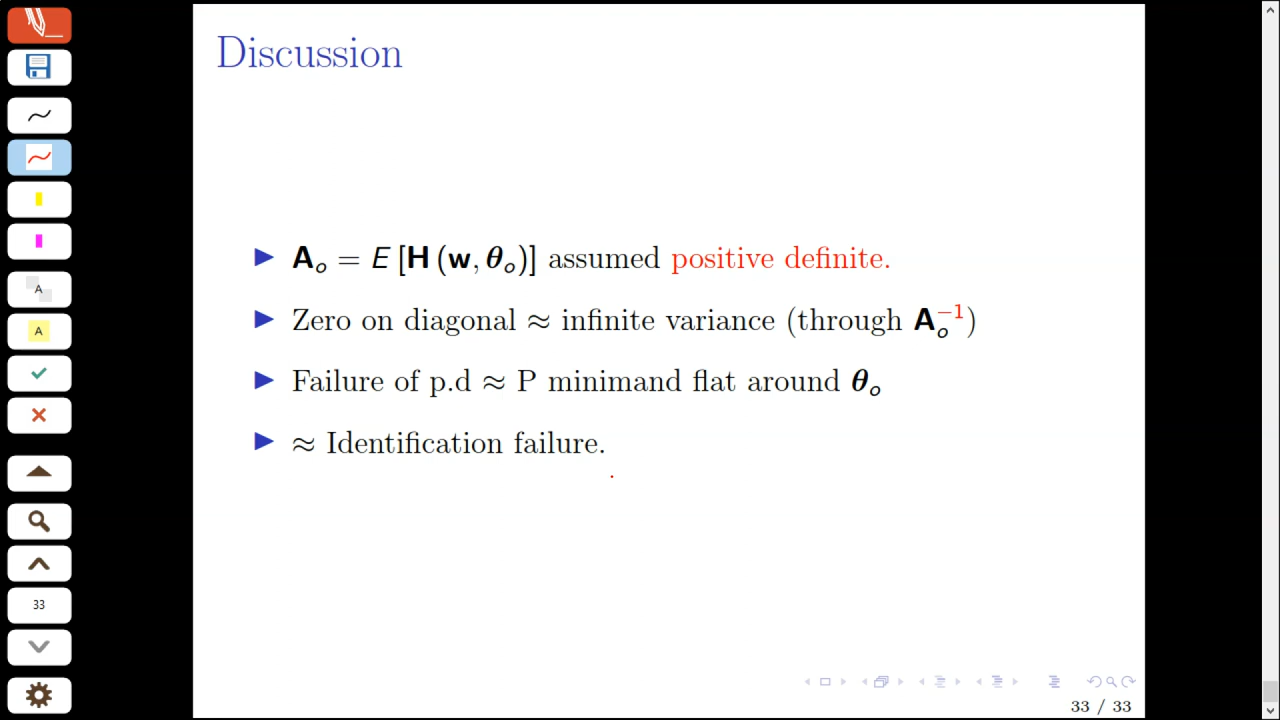 Discussion
▶ A_o = E [H (w, θ_o)] assumed positive definite.
▶ Zero on diagonal ≈ infinite variance (through A_o^{-1})
▶ Failure of p.d ≈ P minimand flat around θ_o
▶ ≈ Identification failure.
A
A
33
33 / 33